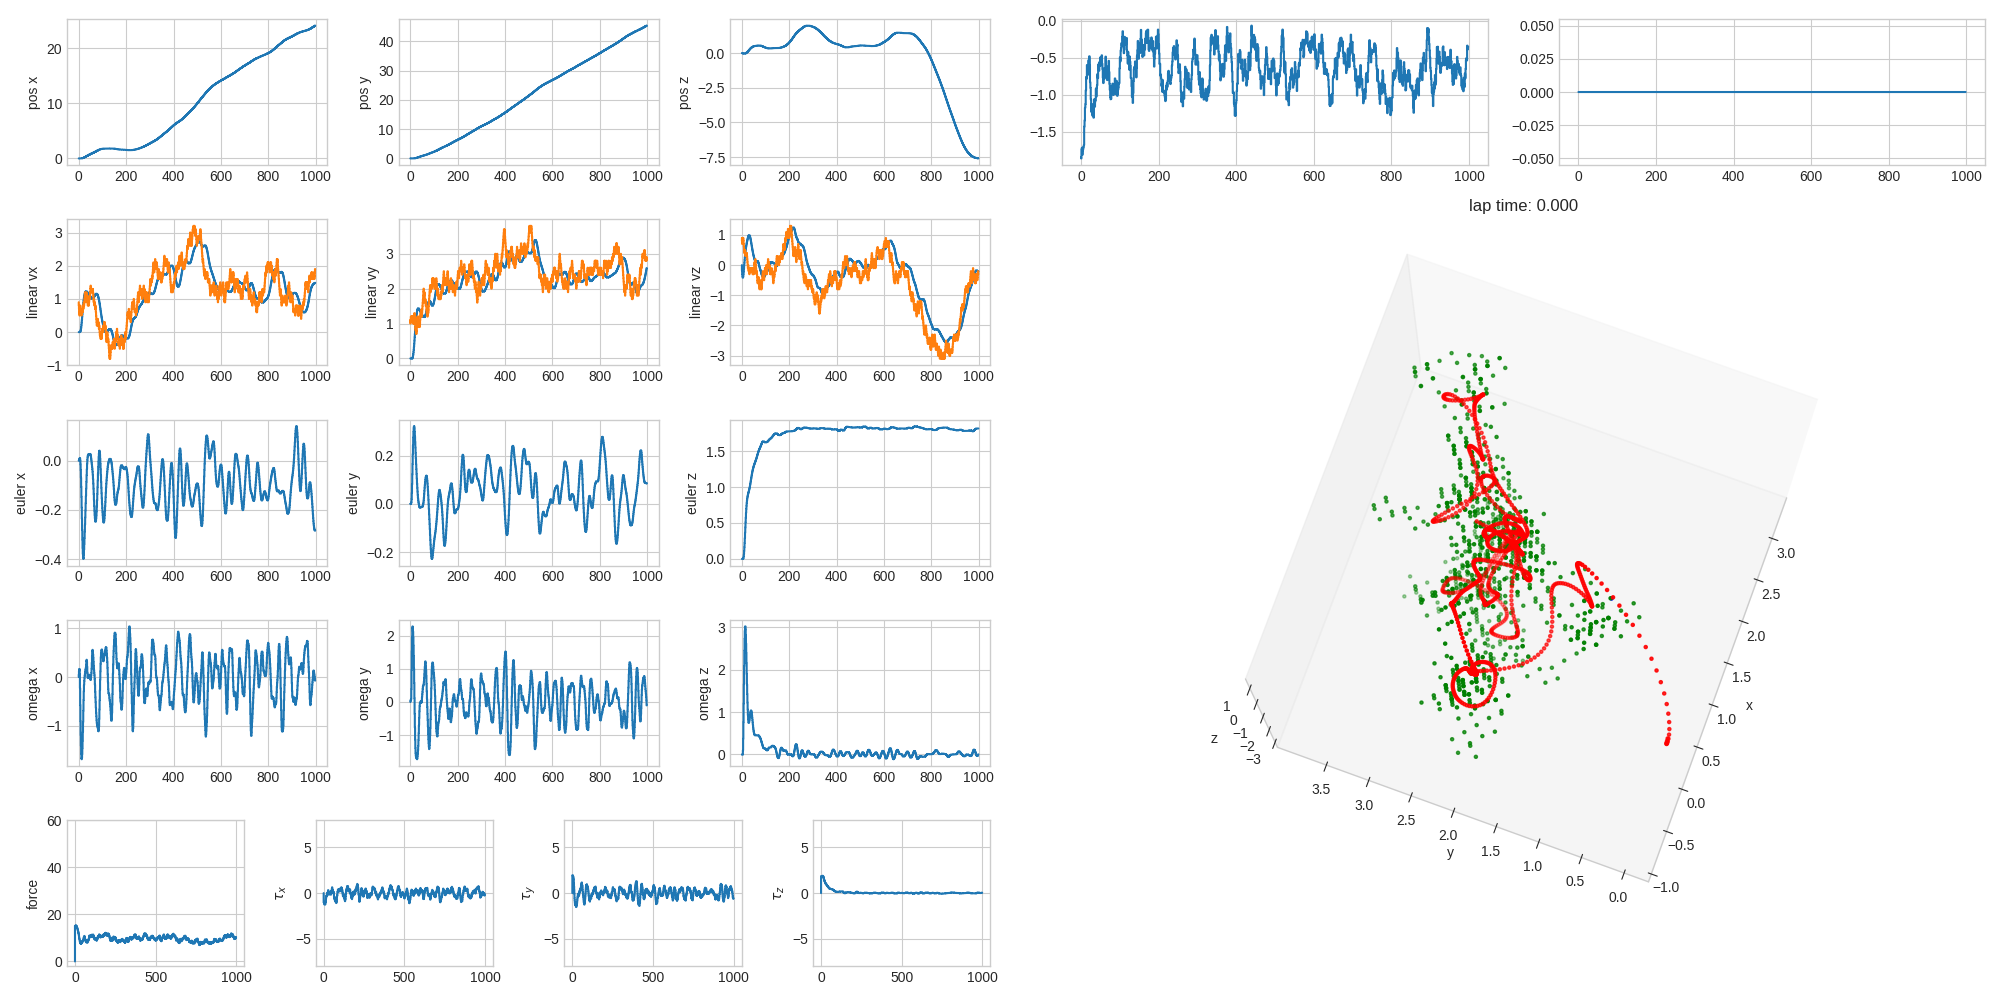 20
10
0
pos x
0 200 400 600 800 1000
40
30
20
10
0
pos y
0 200 400 600 800 1000
0.0
−2.5
−5.0
−7.5
pos z
0 200 400 600 800 1000
0.0
−0.5
−1.0
−1.5
0 200 400 600 800 1000
0.050
0.025
0.000
−0.025
−0.050
0 200 400 600 800 1000
lap time: 0.000
3
2
1
0
−1
linear vx
0 200 400 600 800 1000
3
2
1
0
linear vy
0 200 400 600 800 1000
1
0
−1
−2
−3
linear vz
0 200 400 600 800 1000
0.0
−0.2
−0.4
euler x
0 200 400 600 800 1000
0.2
0.0
−0.2
euler y
0 200 400 600 800 1000
1.5
1.0
0.5
0.0
euler z
0 200 400 600 800 1000
1
0
−1
omega x
0 200 400 600 800 1000
2
1
0
−1
omega y
0 200 400 600 800 1000
3
2
1
0
omega z
0 200 400 600 800 1000
60
40
20
0
force
0 500 1000
5
0
−5
τx
0 500 1000
5
0
−5
τy
0 500 1000
5
0
−5
τz
0 500 1000
3.0
2.5
2.0
1.5
1.0
0.5
0.0
−0.5
−1.0
x
1
0
−1
−2
−3
z
3.5
3.0
2.5
2.0
1.5
1.0
0.5
0.0
y